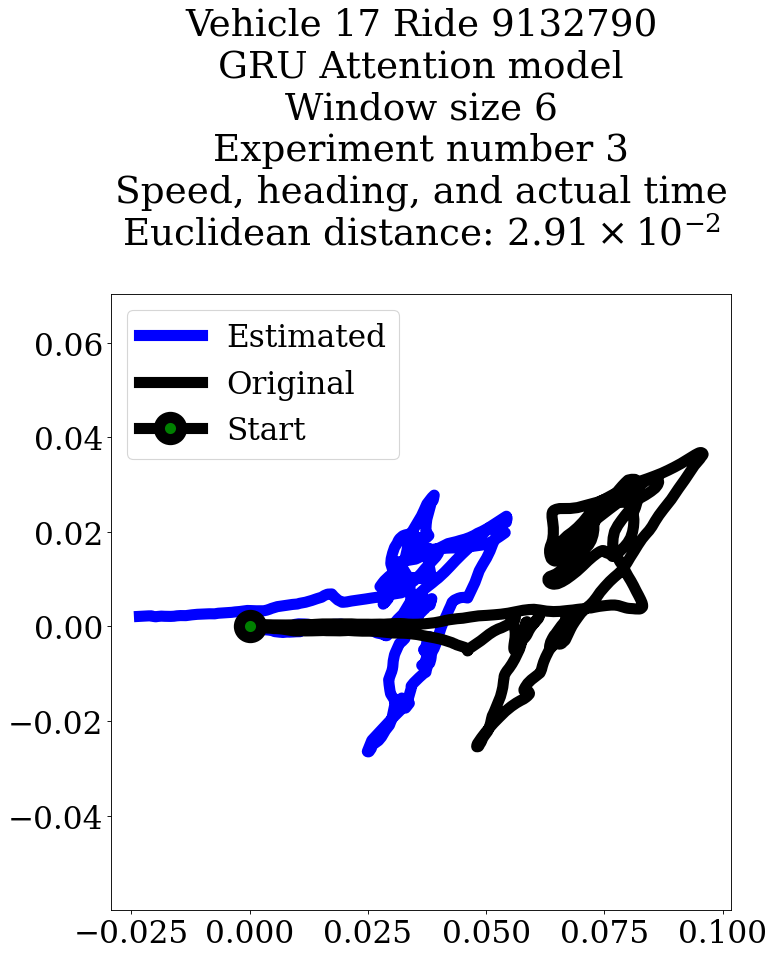 Vehicle 17 Ride 9132790
GRU Attention model
Window size 6
Experiment number 3
Speed, heading, and actual time
Euclidean distance: 2.91 × 10⁻²
Estimated
Original
Start
0.06
0.04
0.02
0.00
−0.02
−0.04
−0.025 0.000 0.025 0.050 0.075 0.100